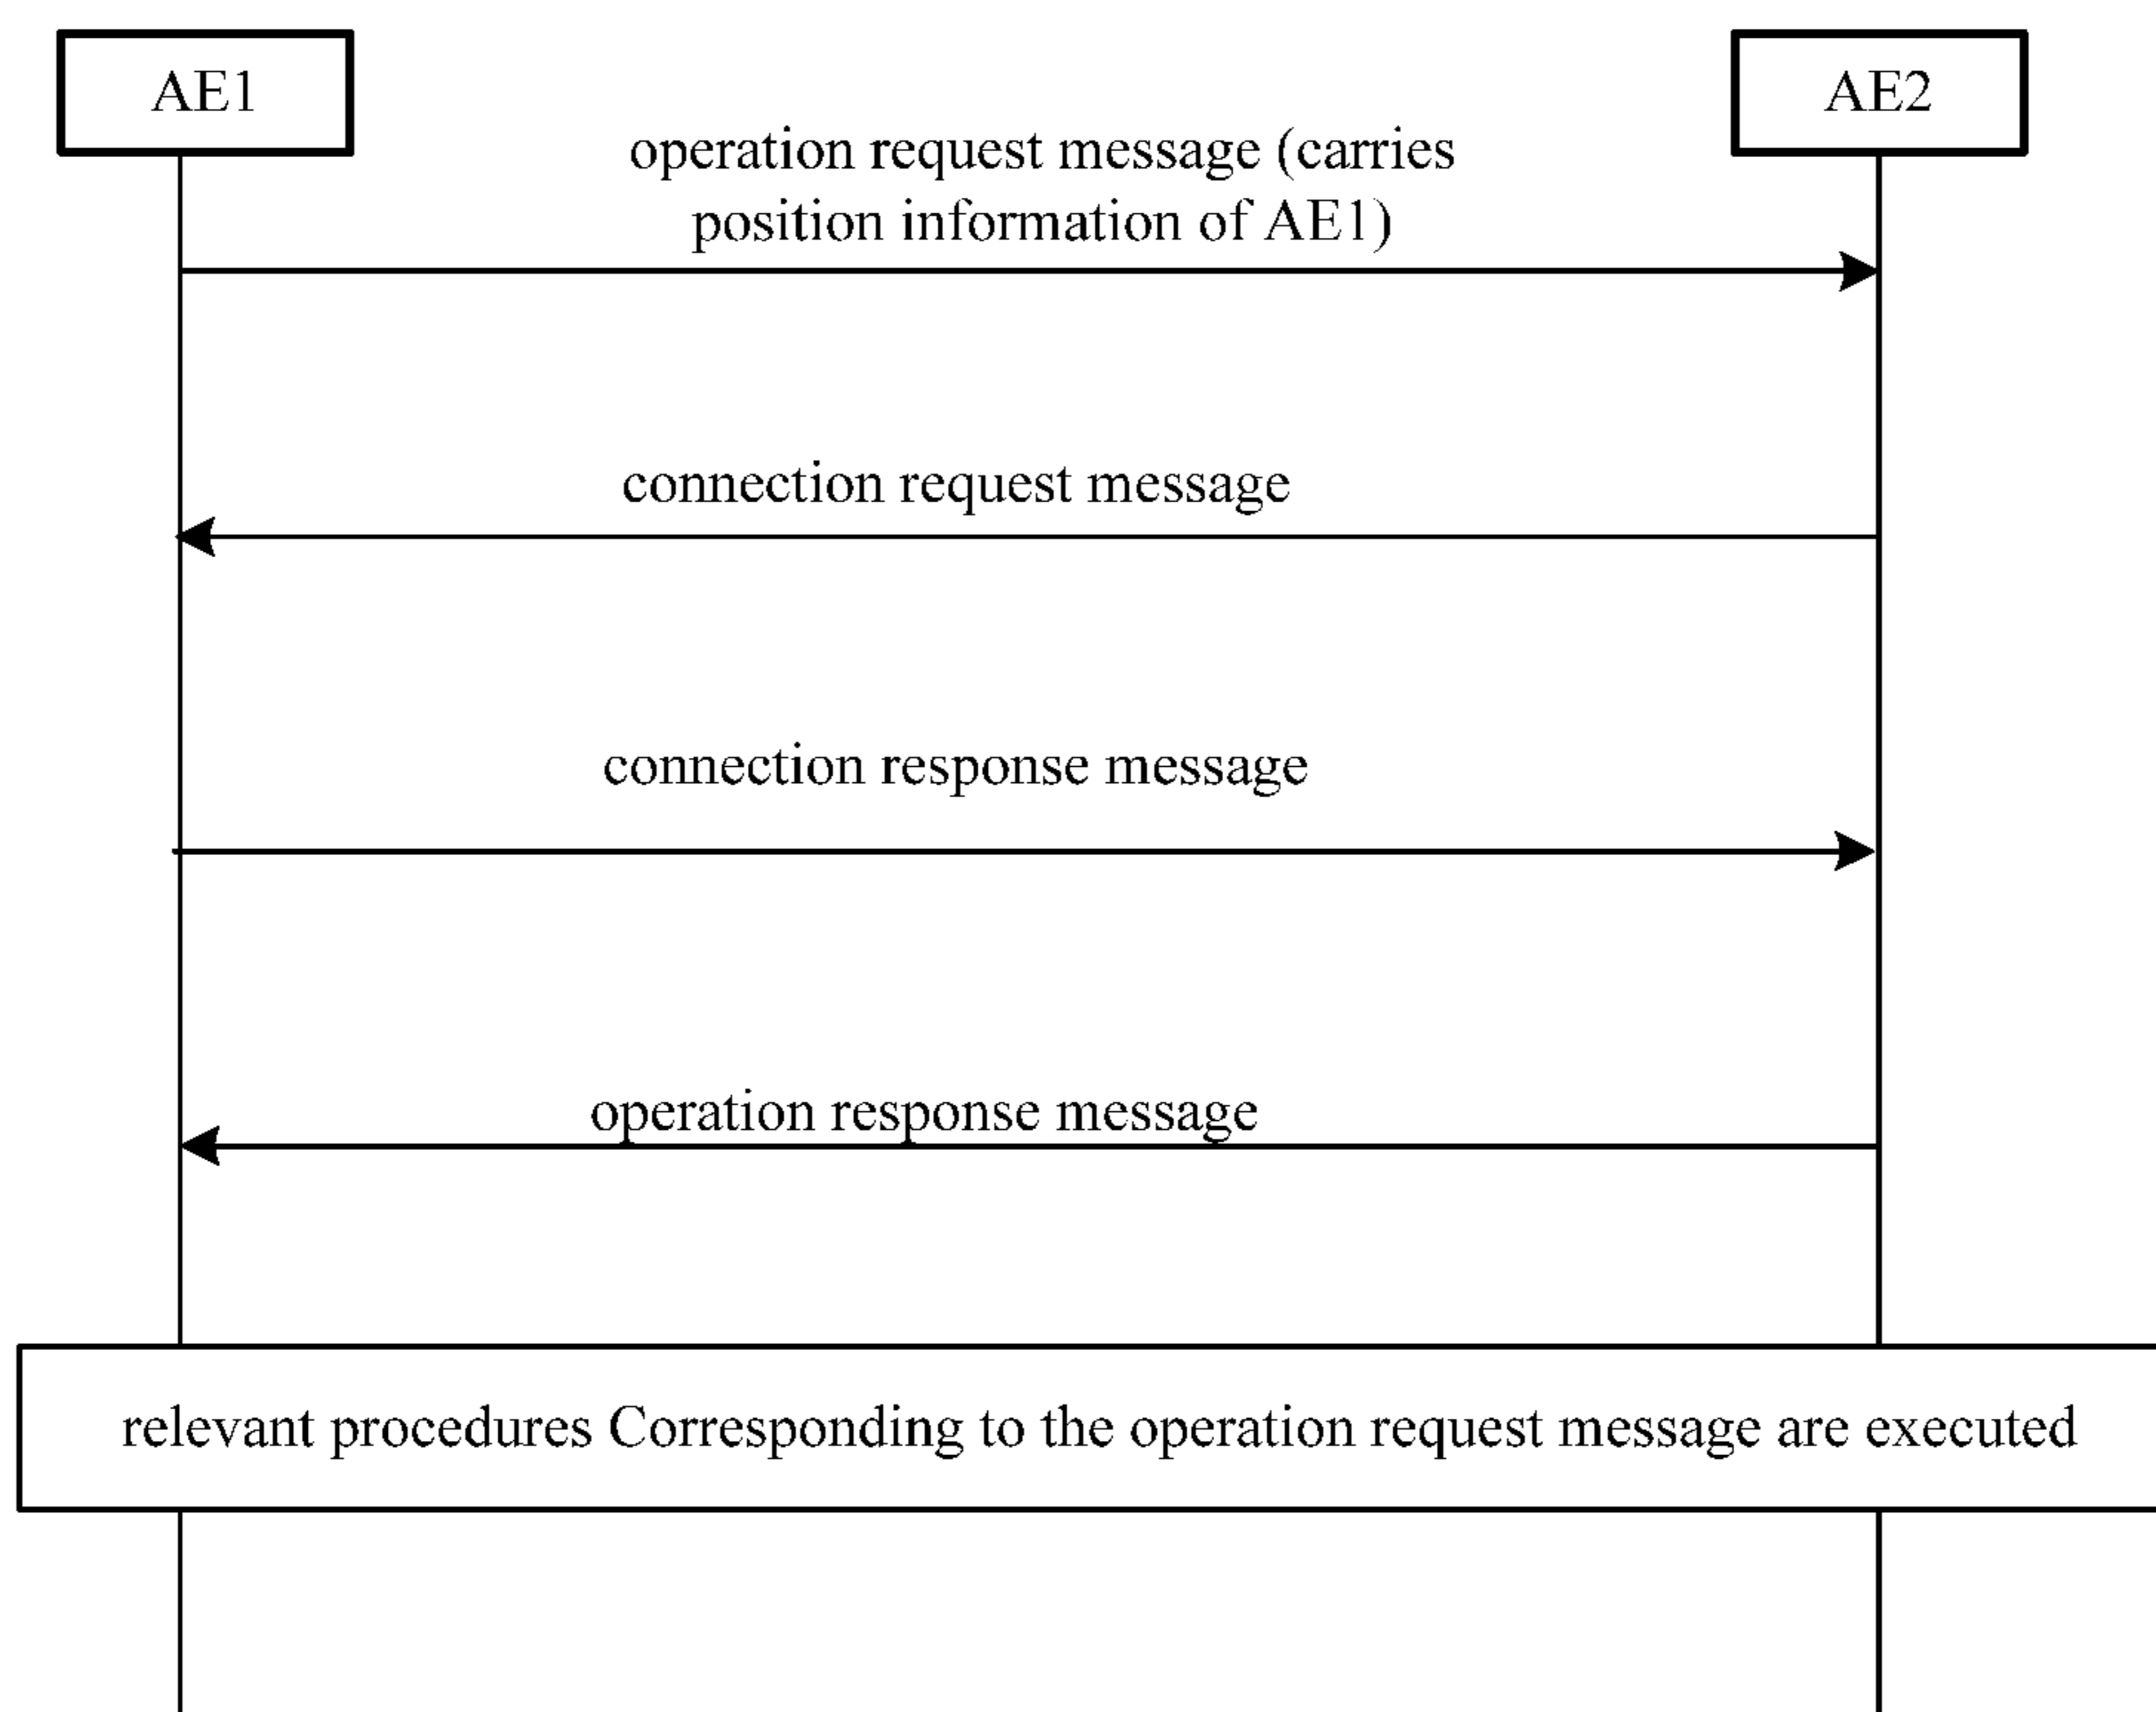 AE1
AE2
operation request message (carries
position information of AE1)
connection request message
connection response message
operation response message
relevant procedures Corresponding to the operation request message are executed